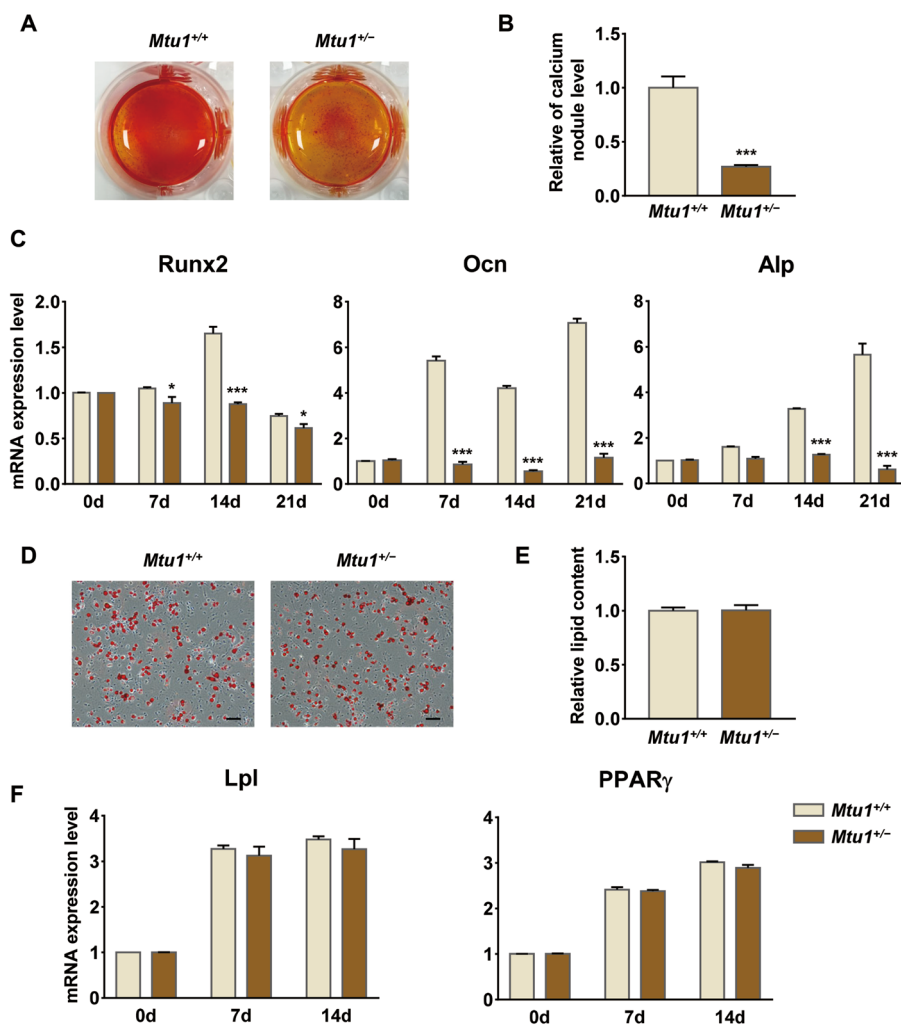 A
Mtu1+/+
Mtu1+/−
B
Relative of calcium
nodule level
1.5
1.0
0.5
0.0
***
Mtu1+/+
Mtu1+/−
C
Runx2
Ocn
Alp
mRNA expression level
2.0
1.5
1.0
0.5
0.0
*
***
*
0d
7d
14d
21d
8
6
4
2
0
***
***
***
0d
7d
14d
21d
8
6
4
2
0
***
***
0d
7d
14d
21d
D
Mtu1+/+
Mtu1+/−
E
Relative lipid content
1.5
1.0
0.5
0.0
Mtu1+/+
Mtu1+/−
F
Lpl
mRNA expression level
4
3
2
1
0
0d
7d
14d
PPARγ
4
3
2
1
0
0d
7d
14d
Mtu1+/+
Mtu1+/−